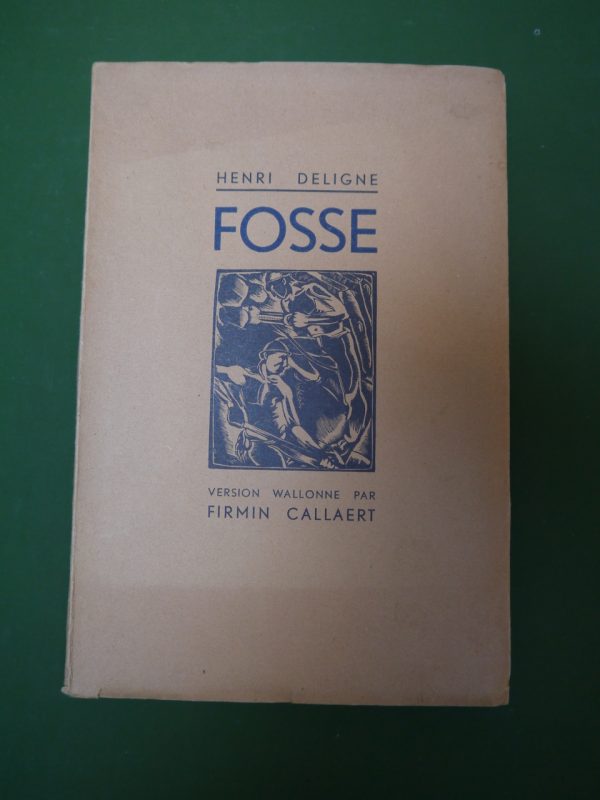 HENRI DELIGNE
FOSSE
VERSION WALLONNE PAR
FIRMIN CALLAERT